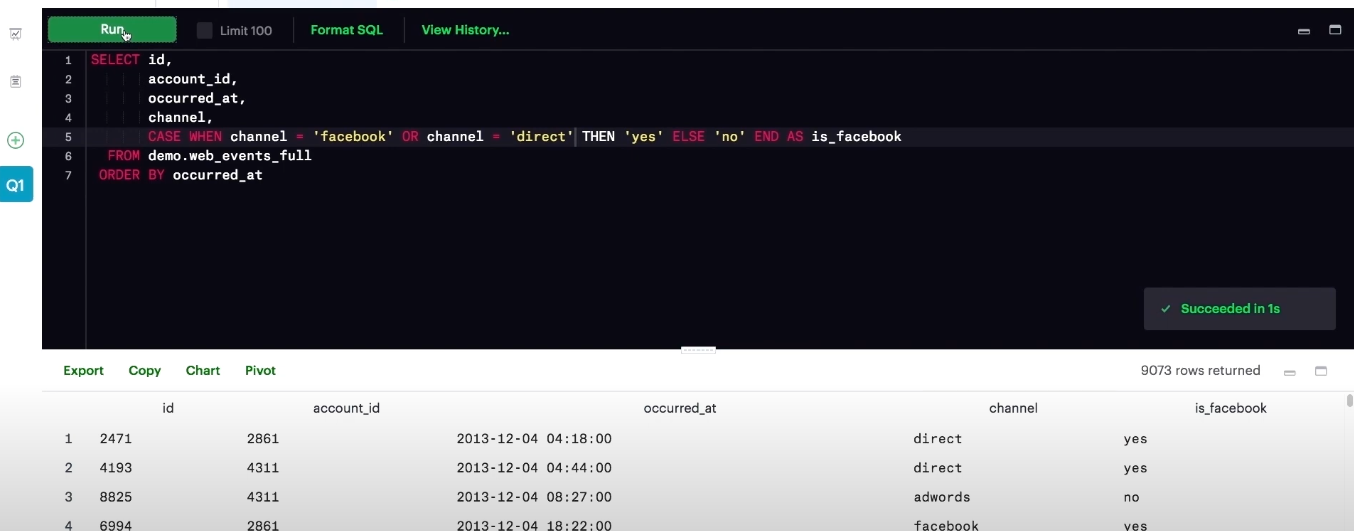 Run Limit 100 Format SQL View History...
1 SELECT id,
2 account_id,
3 occurred_at,
4 channel,
5 CASE WHEN channel = 'facebook' OR channel = 'direct' THEN 'yes' ELSE 'no' END AS is_facebook
6 FROM demo.web_events_full
7 ORDER BY occurred_at
Q1
Succeeded in 1s
Export Copy Chart Pivot 9073 rows returned
id account_id occurred_at channel is_facebook
1 2471 2861 2013-12-04 04:18:00 direct yes
2 4193 4311 2013-12-04 04:44:00 direct yes
3 8825 4311 2013-12-04 08:27:00 adwords no
4 6994 2861 2013-12-04 18:22:00 facebook yes